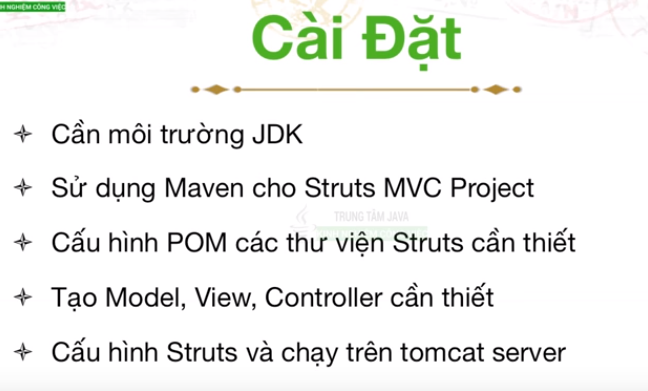 H NGHIỆM CÔNG VIỆC
Cài Đặt
Cần môi trường JDK
Sử dụng Maven cho Struts MVC Project
TRUNG TÂM JAVA
Cấu hình POM các thư viện Struts cần thiết
Tạo Model, View, Controller cần thiết
Cấu hình Struts và chạy trên tomcat server